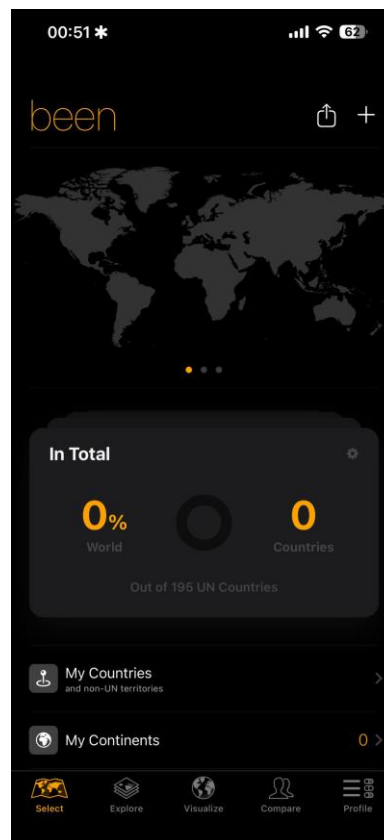 00:51
62
been
In Total
0% 0
World Countries
Out of 195 UN Countries
My Countries
and non-UN territories
My Continents 0
Select Explore Visualize Compare Profile